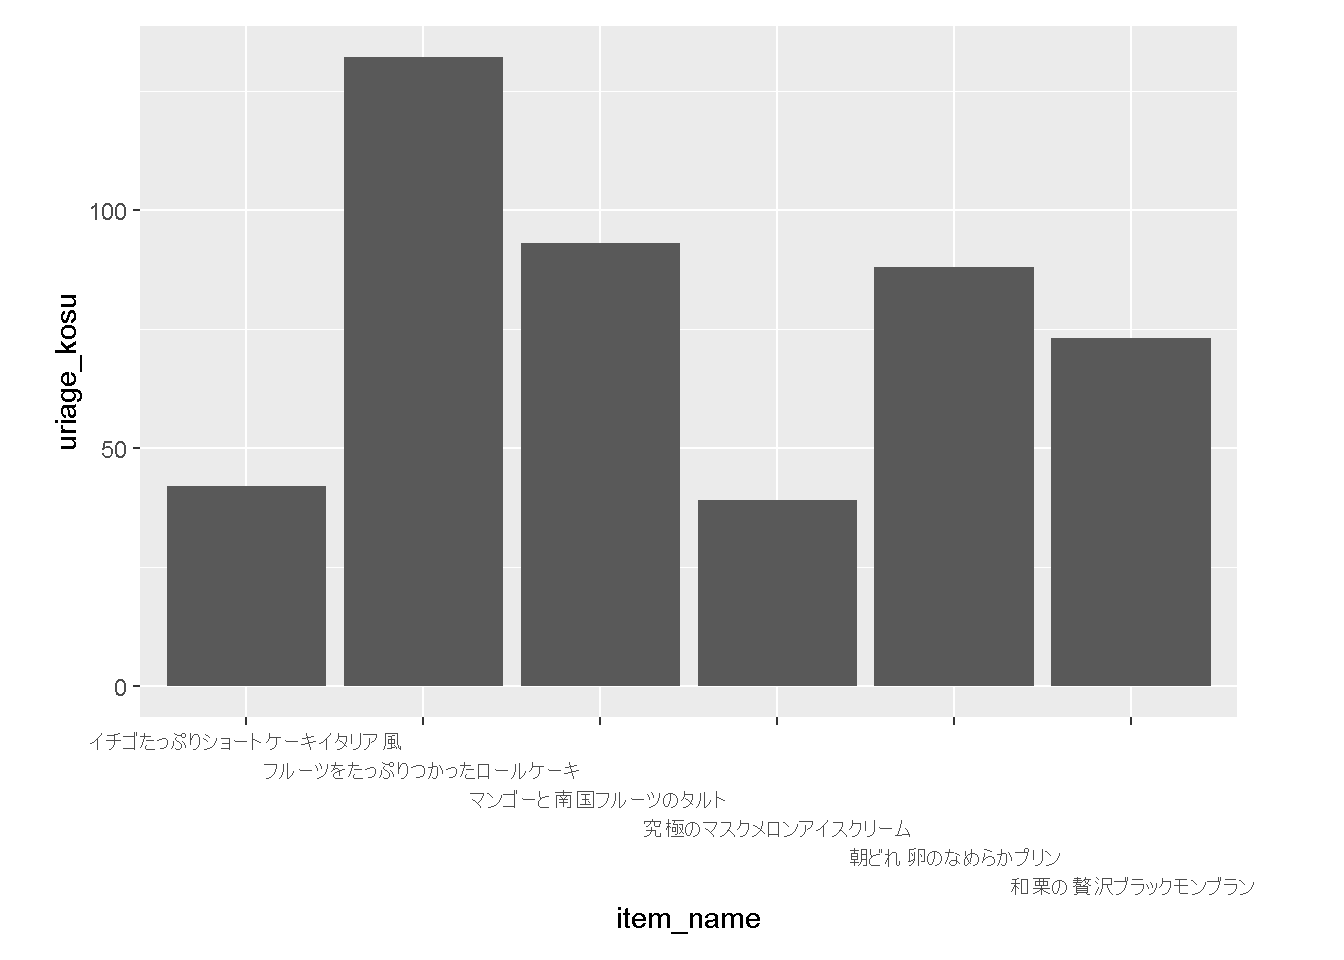 uriage_kosu
100
50
0
イチゴたっぷりショートケーキイタリア風
フルーツをたっぷりつかったロールケーキ
マンゴーと南国フルーツのタルト
究極のマスクメロンアイスクリーム
朝どれ卵のなめらかプリン
和栗の贅沢ブラックモンブラン
item_name